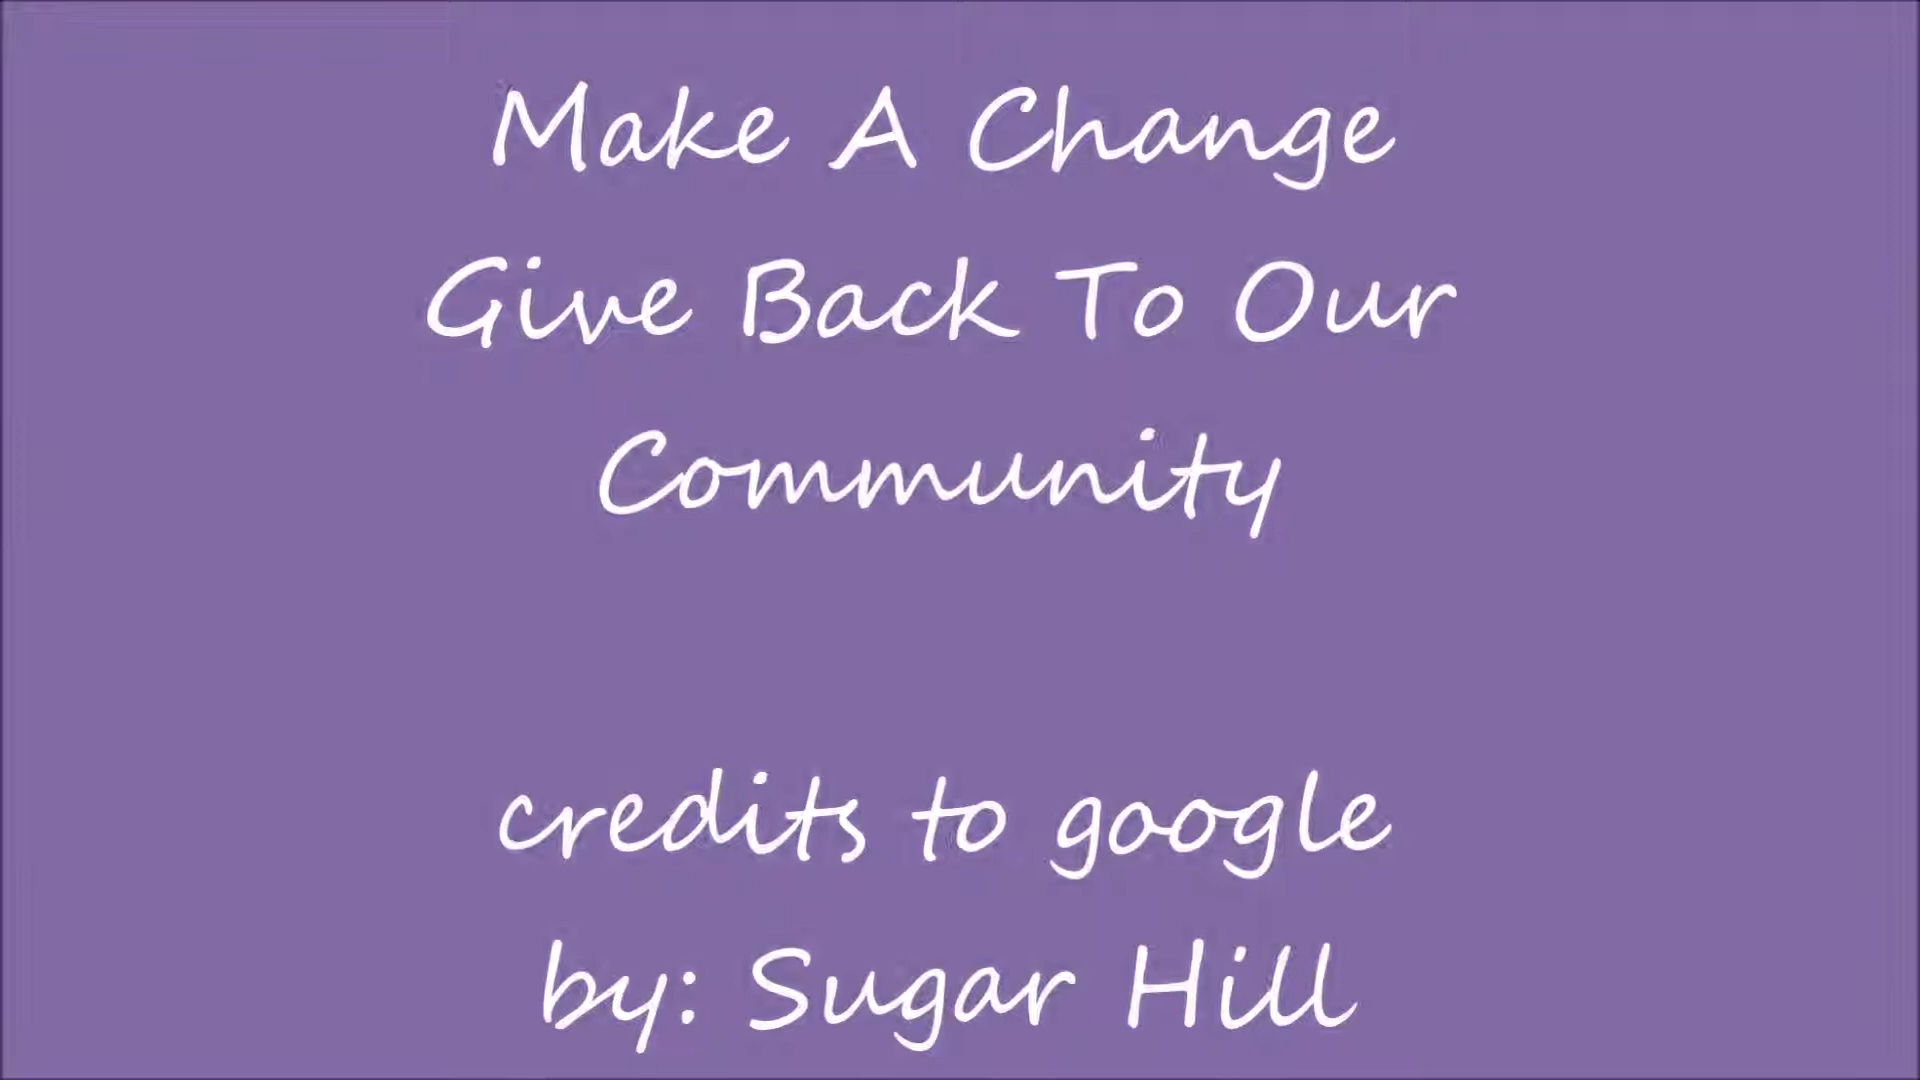 Make A Change
Give Back To Our
Community
credits to google
by: Sugar Hill